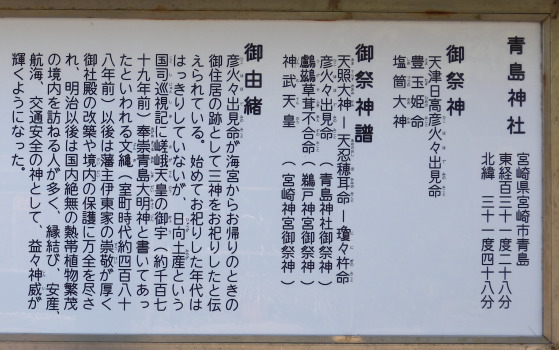 青島神社
宮崎県宮崎市青島
東経百三十一度二十八分
北緯　三十一度四十八分
御祭神
天津日高彦火々出見命
豊玉姫命
塩筒大神
御祭神譜
天照大神―天忍穂耳命―瓊々杵命
彦火々出見命（青島神社御祭神）
鸕鷀草葺不合命（鵜戸神宮御祭神）
神武天皇（宮崎神宮御祭神）
御由緒
彦火々出見命が海宮からお帰りのときの
御住居の跡として三神をお祀りしたと伝
えられている。始めてお祀りした年代は
はっきりしていないが、日向土産という
国司巡視記に嵯峨天皇の御宇（約千百七
十九年前）奉崇青島大明神と書いてあっ
たといわれる文亀（室町時代約四百八十
八年前）以後は藩主伊東家の崇敬が厚く
御社殿の改築や境内の保護に万全を尽さ
れ、明治以後は国内絶無の熱帯植物繁茂
の境内を訪ねる人が多く、縁結び、安産、
航海、交通安全の神として、益々神威が
輝くようになった。